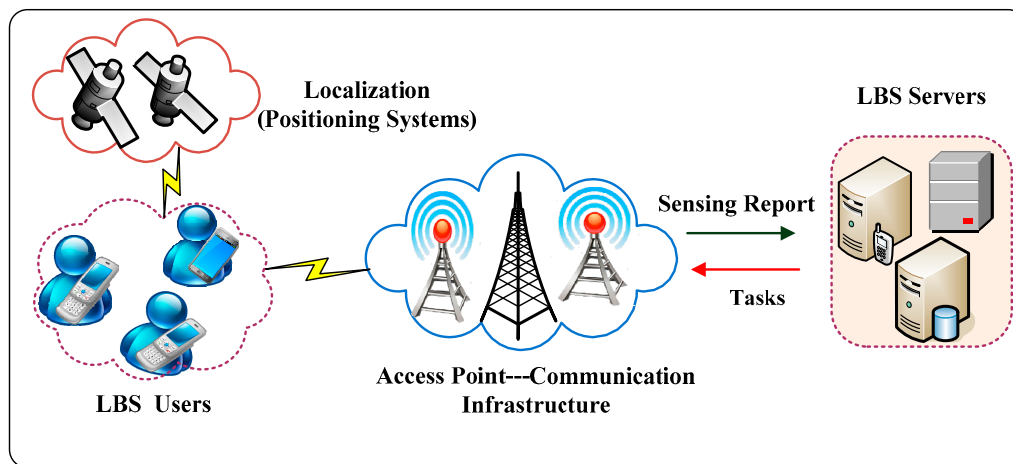 Localization
(Positioning Systems)
LBS Servers
Sensing Report
Tasks
LBS Users
Access Point---Communication
Infrastructure